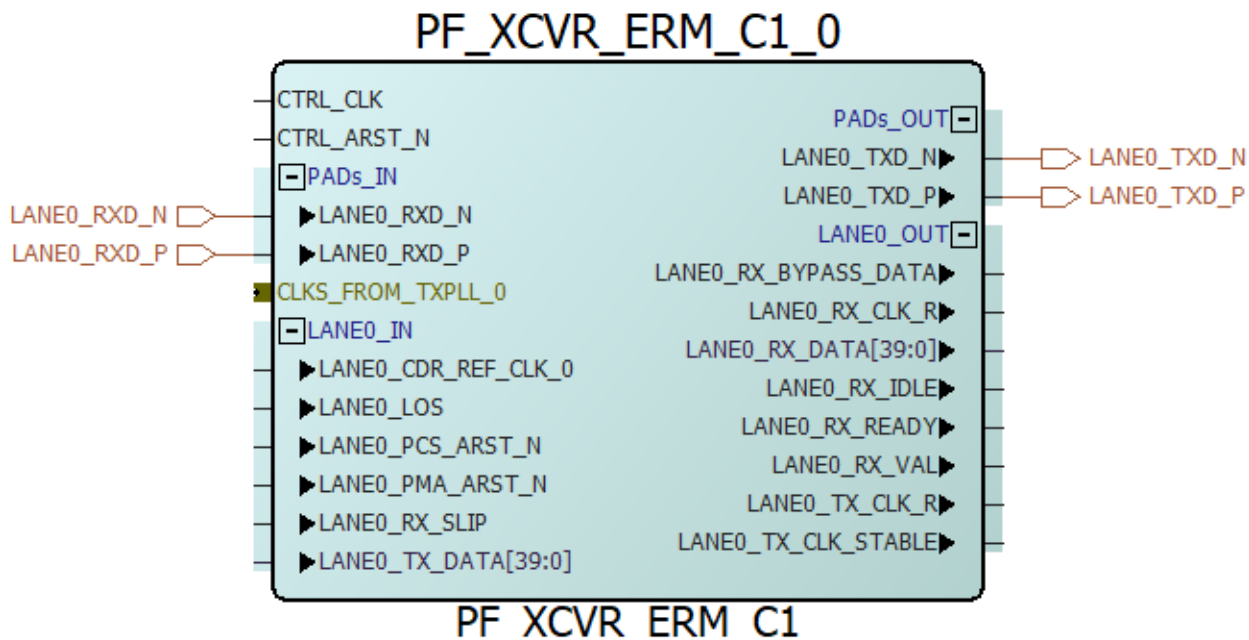 PF_XCVR_ERM_C1_0
CTRL_CLK
CTRL_ARST_N
PADs_IN
LANE0_RXD_N
LANE0_RXD_N
LANE0_RXD_P
LANE0_RXD_P
CLKS_FROM_TXPLL_0
LANE0_IN
LANE0_CDR_REF_CLK_0
LANE0_LOS
LANE0_PCS_ARST_N
LANE0_PMA_ARST_N
LANE0_RX_SLIP
LANE0_TX_DATA[39:0]
PADs_OUT
LANE0_TXD_N
LANE0_TXD_N
LANE0_TXD_P
LANE0_TXD_P
LANE0_OUT
LANE0_RX_BYPASS_DATA
LANE0_RX_CLK_R
LANE0_RX_DATA[39:0]
LANE0_RX_IDLE
LANE0_RX_READY
LANE0_RX_VAL
LANE0_TX_CLK_R
LANE0_TX_CLK_STABLE
PF_XCVR_ERM_C1